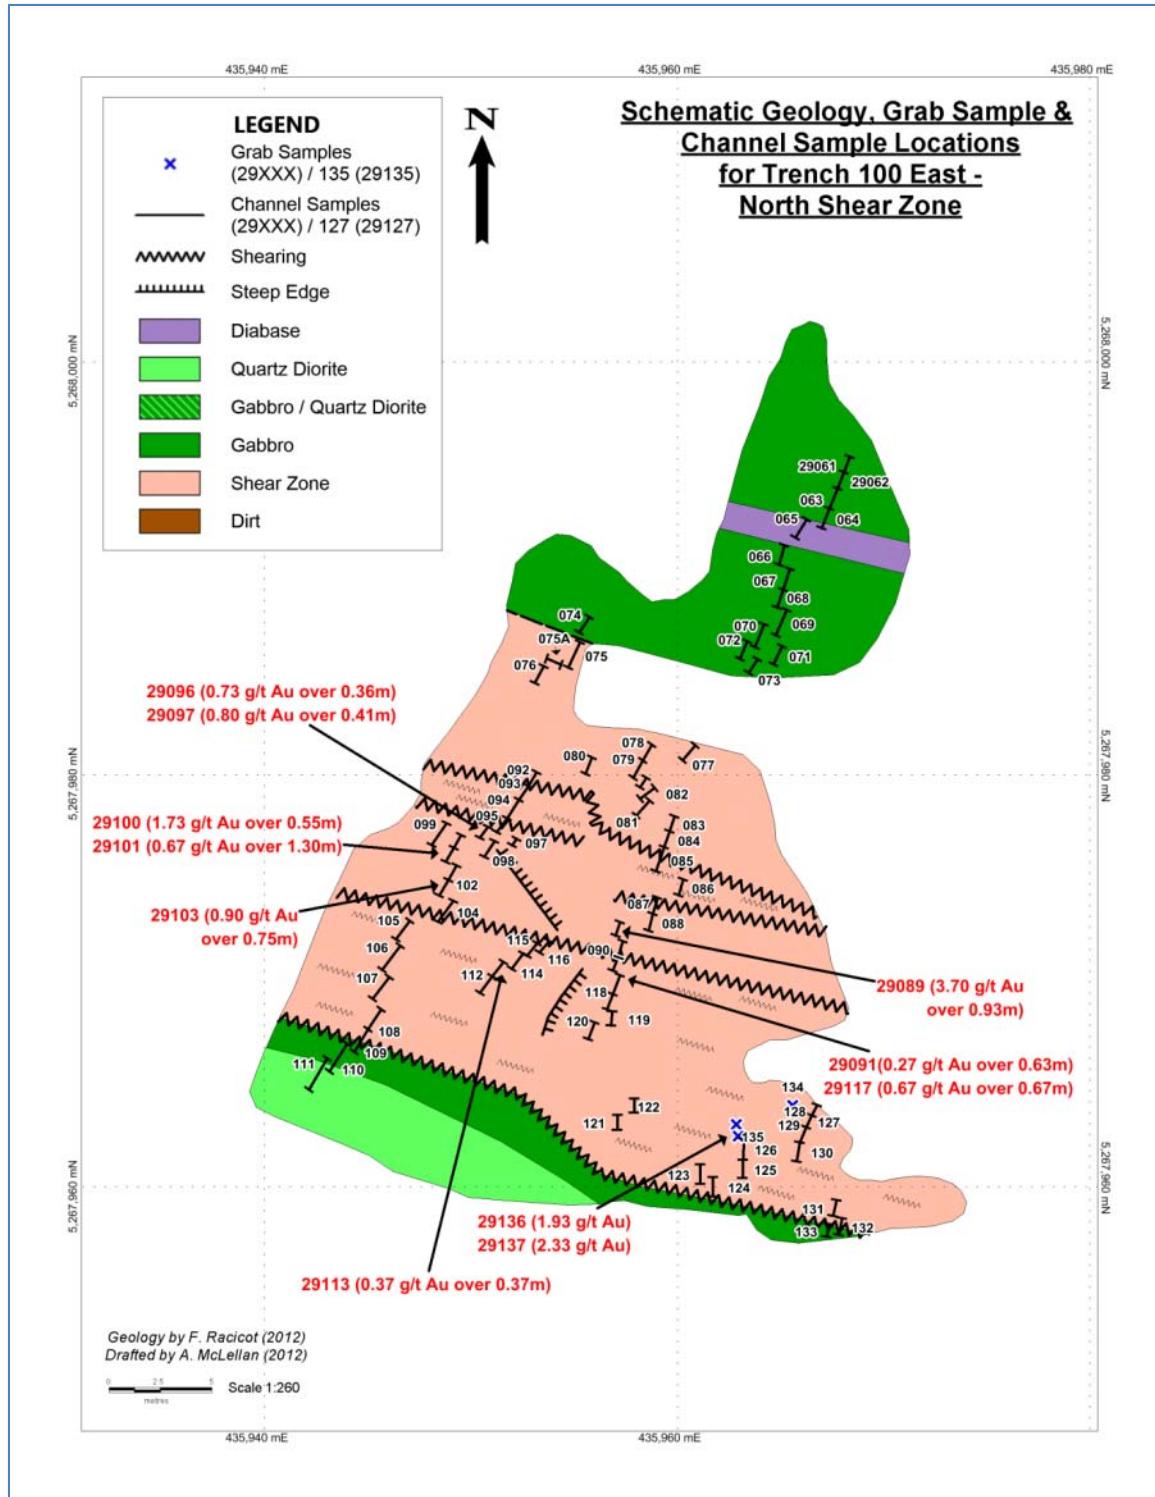 435,940 mE
435,960 mE
435,980 mE
LEGEND
Grab Samples
(29XXX) / 135 (29135)
Channel Samples
(29XXX) / 127 (29127)
Shearing
Steep Edge
Diabase
Quartz Diorite
Gabbro / Quartz Diorite
Gabbro
Shear Zone
Dirt
N
Schematic Geology, Grab Sample &
Channel Sample Locations
for Trench 100 East -
North Shear Zone
5,268,000 mN
5,268,000 mN
29061
29062
063
064
065
066
067
068
069
070
072
071
073
074
075A
075
076
29096 (0.73 g/t Au over 0.36m)
29097 (0.80 g/t Au over 0.41m)
078
079
077
080
5,267,980 mN
5,267,980 mN
092
093
094
095
082
081
083
084
085
086
099
097
098
29100 (1.73 g/t Au over 0.55m)
29101 (0.67 g/t Au over 1.30m)
102
087
088
29103 (0.90 g/t Au
over 0.75m)
104
105
106
107
115
116
090
112
114
118
119
120
29089 (3.70 g/t Au
over 0.93m)
108
109
110
111
29091(0.27 g/t Au over 0.63m)
29117 (0.67 g/t Au over 0.67m)
134
128
127
129
130
122
121
135
126
125
123
124
131
132
133
5,267,960 mN
5,267,960 mN
29136 (1.93 g/t Au)
29137 (2.33 g/t Au)
29113 (0.37 g/t Au over 0.37m)
Geology by F. Racicot (2012)
Drafted by A. McLellan (2012)
0 2.5 5
metres
Scale 1:260
435,940 mE
435,960 mE